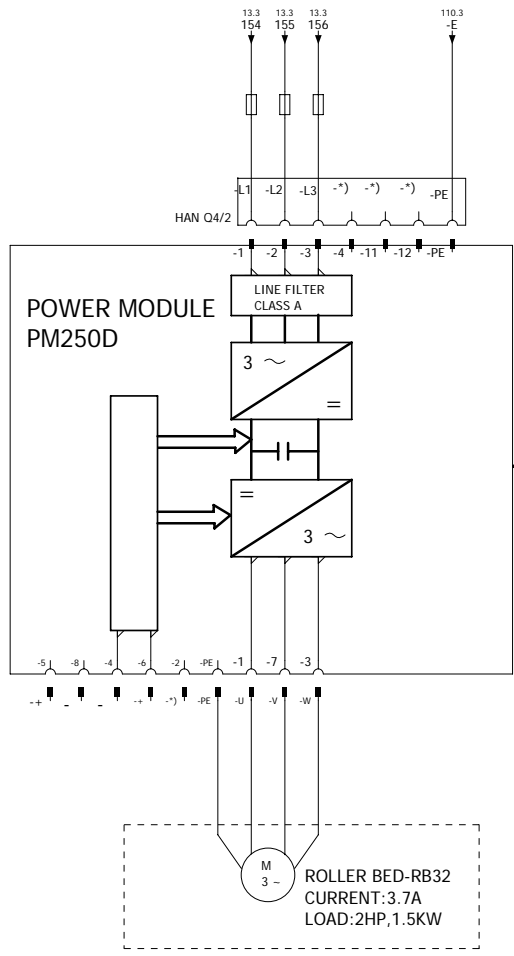 13.3 13.3 13.3 110.3
154 155 156 -E
-L1 -L2 -L3 -*) -*) -*) -PE
HAN Q4/2
-1 -2 -3 -4 -11 -12 -PE
LINE FILTER
CLASS A
POWER MODULE
PM250D
3 ~
=
=
3 ~
-5 -8 -4 -6 -2 -PE -1 -7 -3
-+ - - -+ -*) -PE -U -V -W
M
3 ~
ROLLER BED-RB32
CURRENT:3.7A
LOAD:2HP,1.5KW